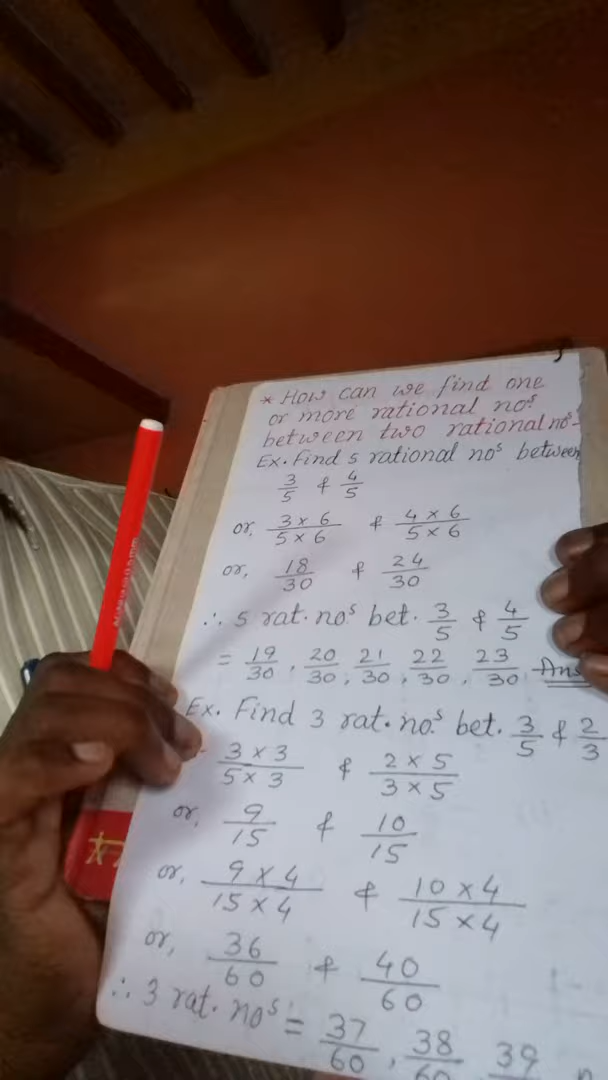 * How can we find one
or more rational no.s
between two rational no.s
Ex. Find 5 rational nos between
3/5 & 4/5
or, 3 x 6 / 5 x 6 & 4 x 6 / 5 x 6
or, 18/30 & 24/30
∴ 5 rat. no.s bet. 3/5 & 4/5
= 19/30, 20/30, 21/30, 22/30, 23/30 Ans
Ex. Find 3 rat. no.s bet. 3/5 & 2/3
3 x 3 / 5 x 3 & 2 x 5 / 3 x 5
or, 9/15 & 10/15
or, 9 x 4 / 15 x 4 & 10 x 4 / 15 x 4
or, 36/60 & 40/60
∴ 3 rat. nos = 37/60, 38/60, 39